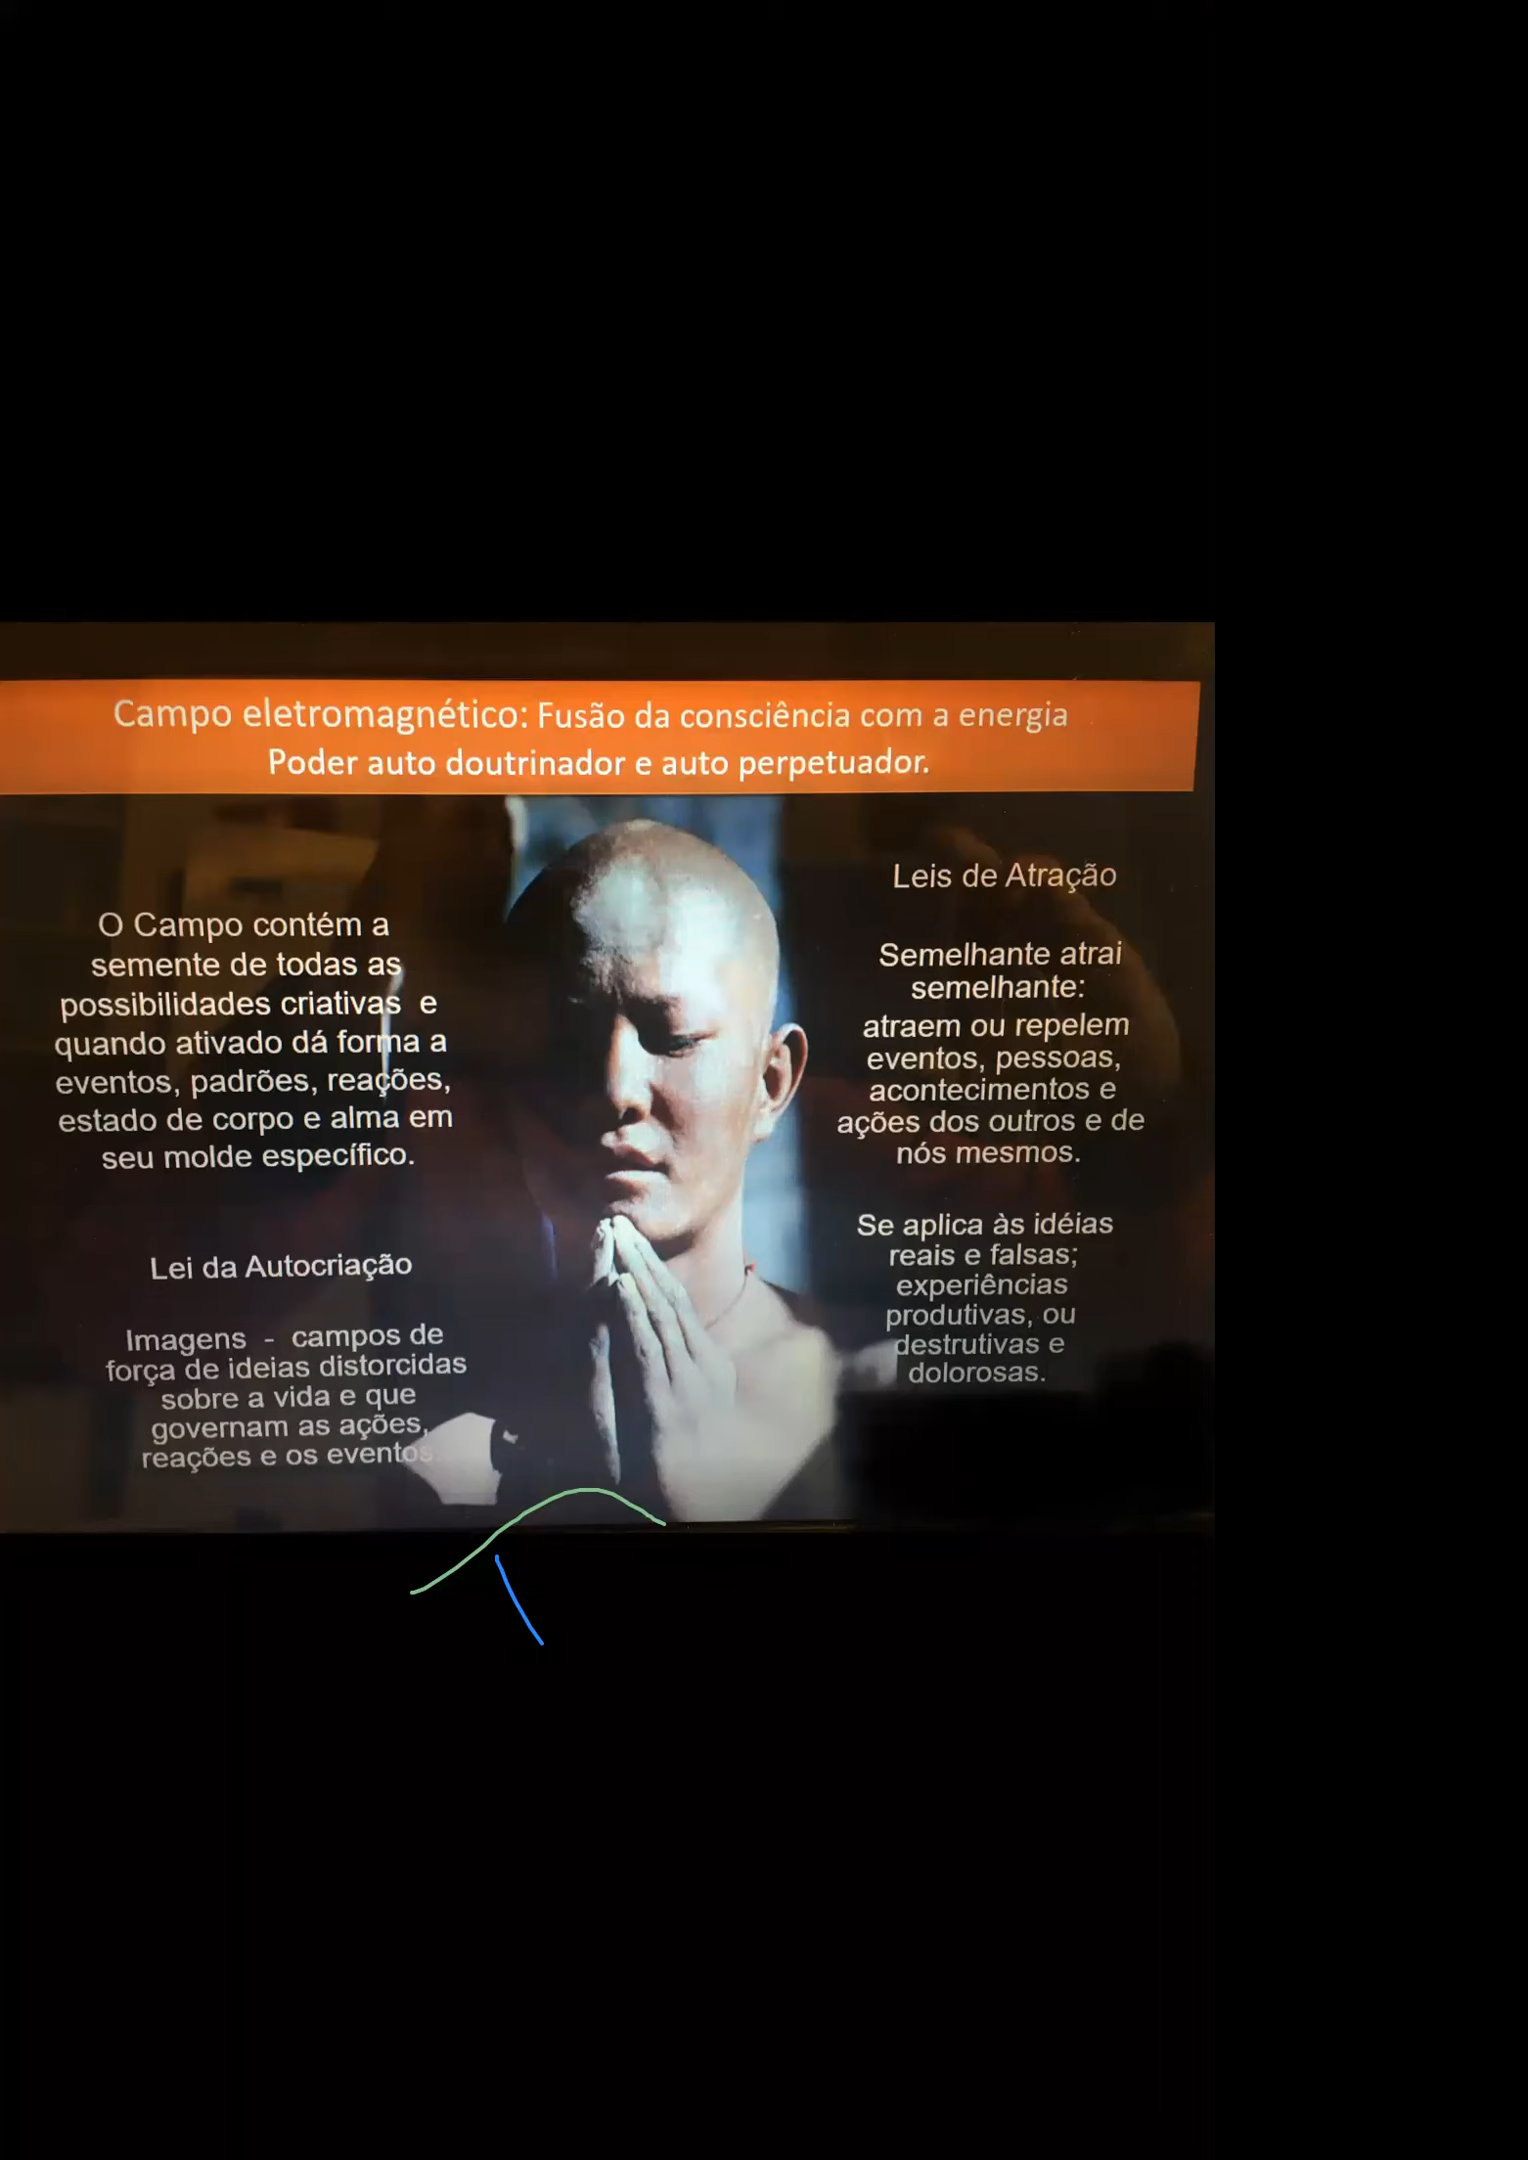 Campo eletromagnético: Fusão da consciência com a energia
Poder auto doutrinador e auto perpetuador.
O Campo contém a
semente de todas as
possibilidades criativas e
quando ativado dá forma a
eventos, padrões, reações,
estado de corpo e alma em
seu molde específico.
Lei da Autocriação
Imagens - campos de
força de ideias distorcidas
sobre a vida e que
governam as ações,
reações e os eventos.
Leis de Atração
Semelhante atrai
semelhante:
atraem ou repelem
eventos, pessoas,
acontecimentos e
ações dos outros e de
nós mesmos.
Se aplica às idéias
reais e falsas;
experiências
produtivas, ou
destrutivas e
dolorosas.